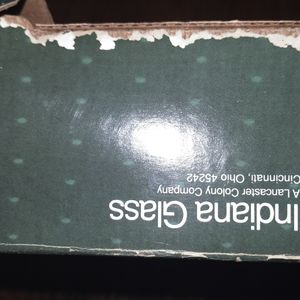 Indiana Glass
A Lancaster Colony Company
Cincinnati, Ohio 45242